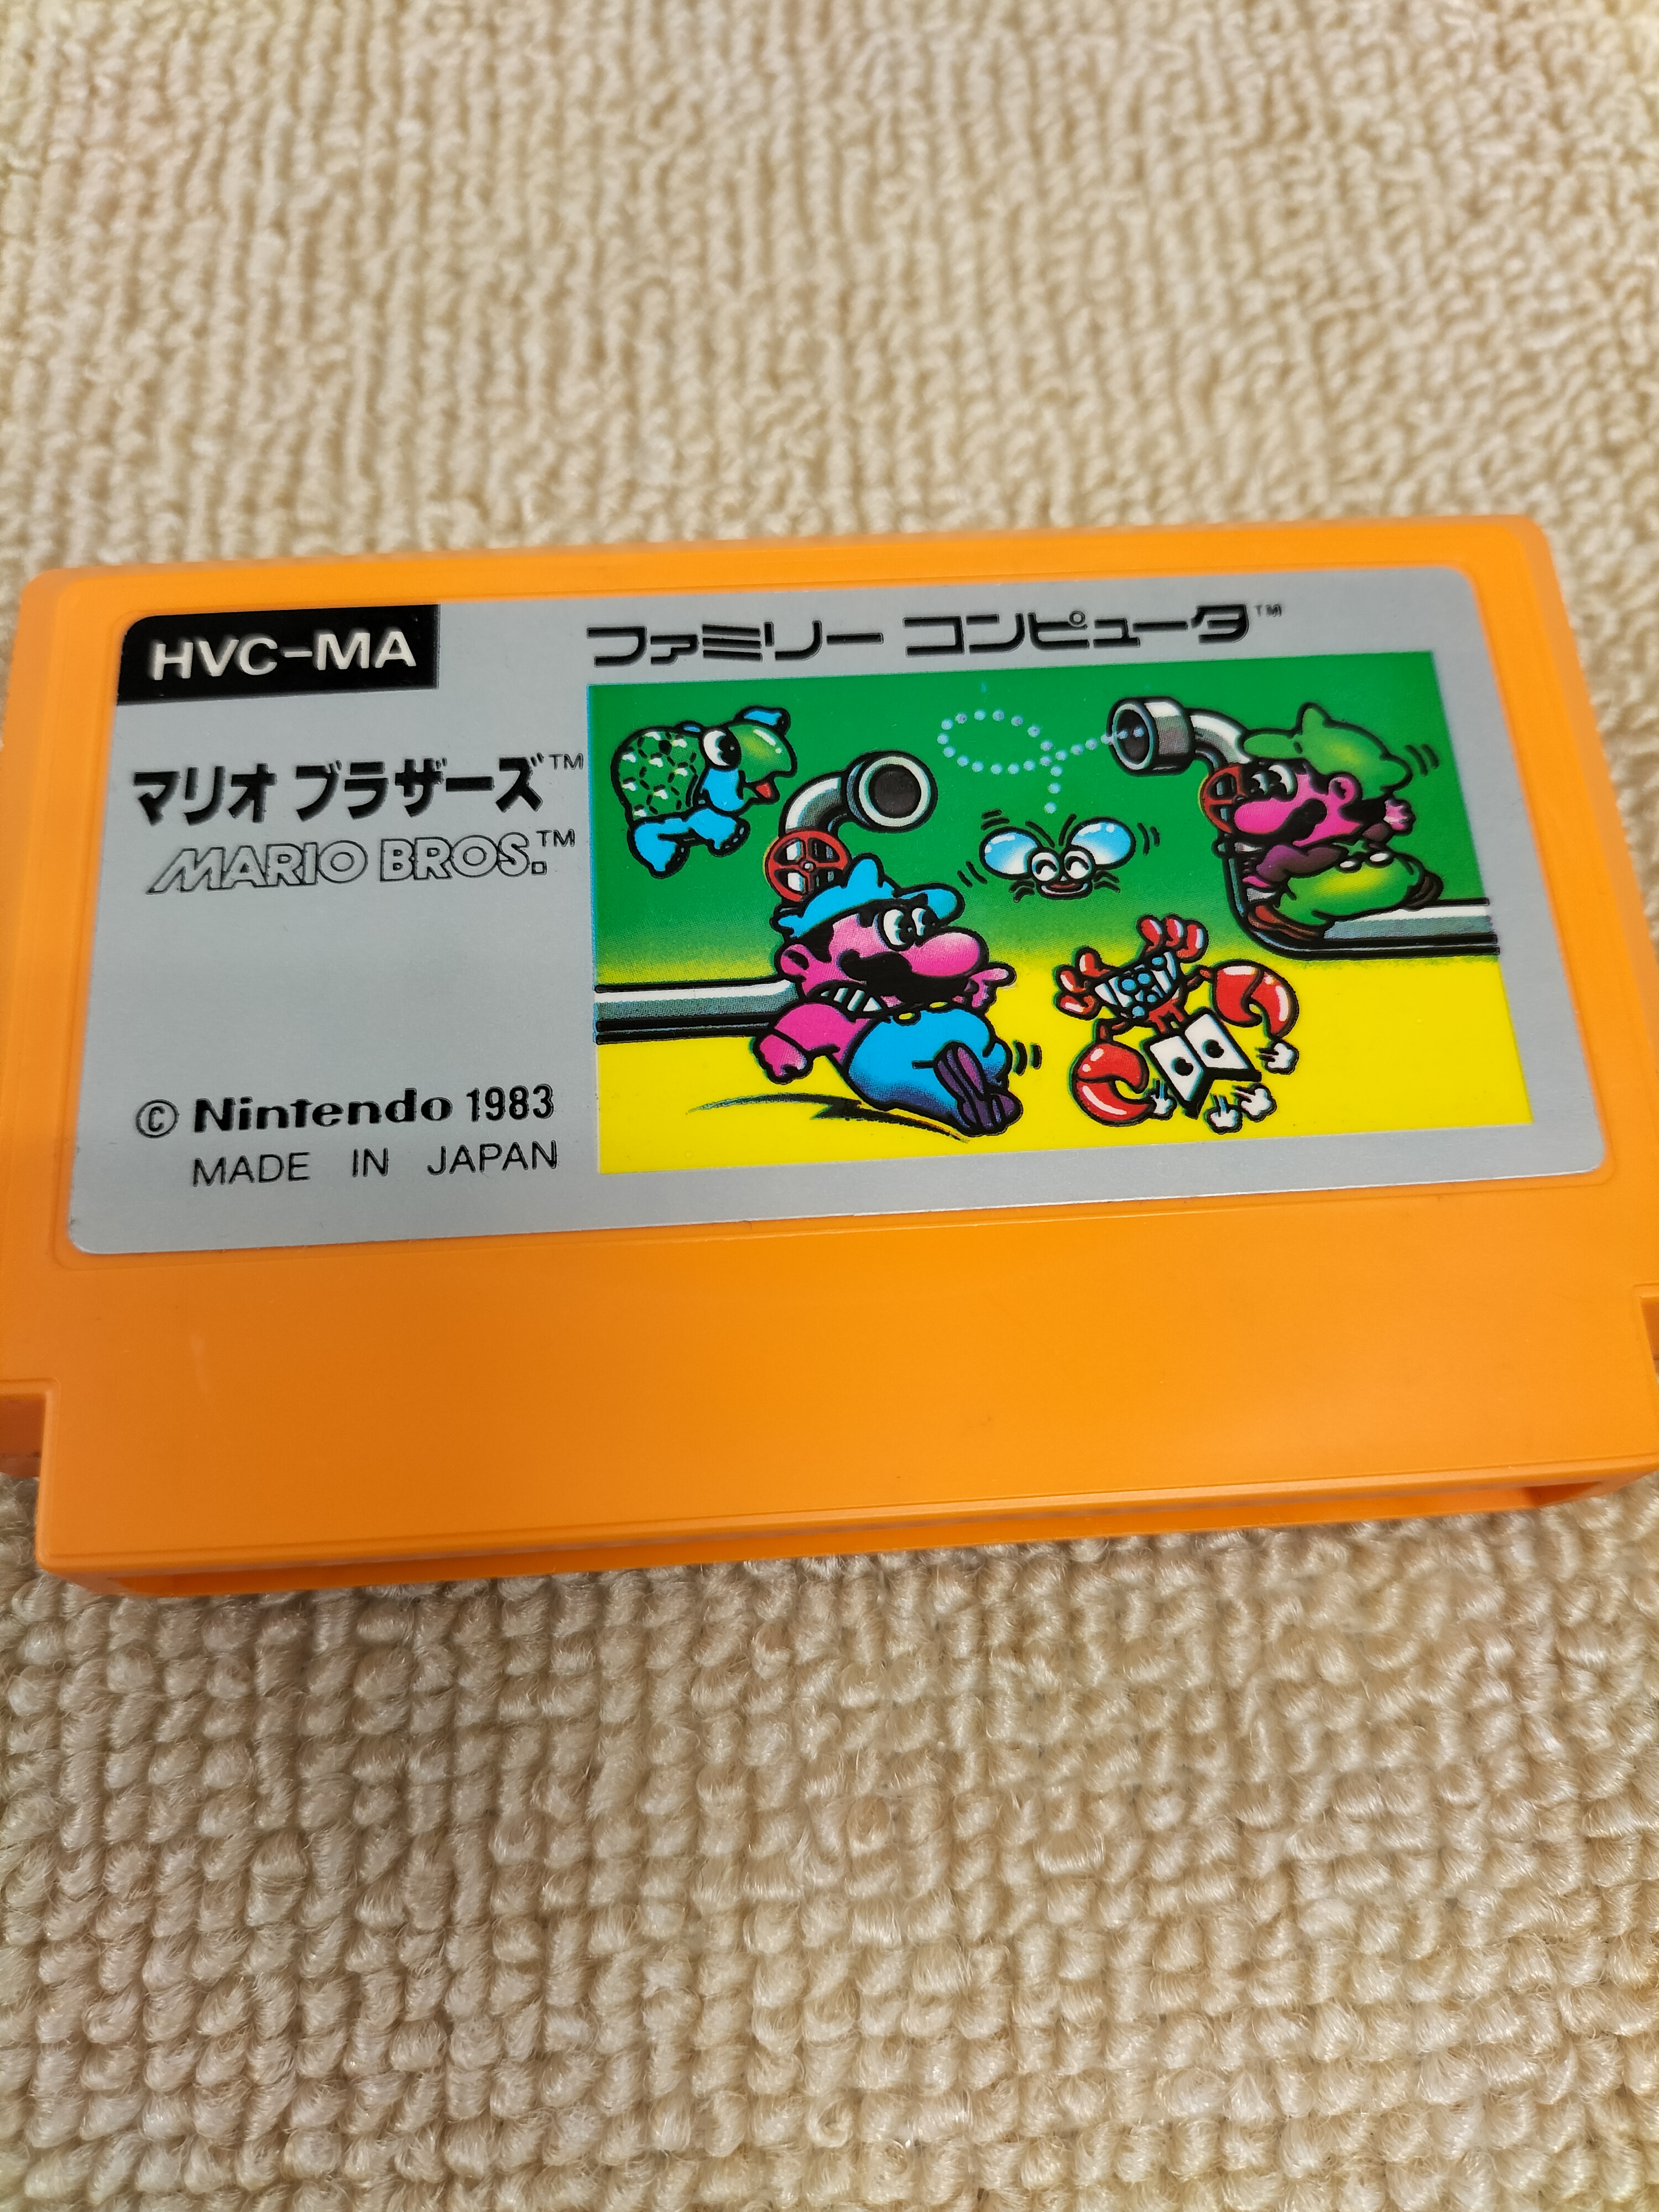 HVC-MA
ファミリー コンピュータ™
マリオ ブラザーズ™
MARIO BROS.™
© Nintendo 1983
MADE IN JAPAN